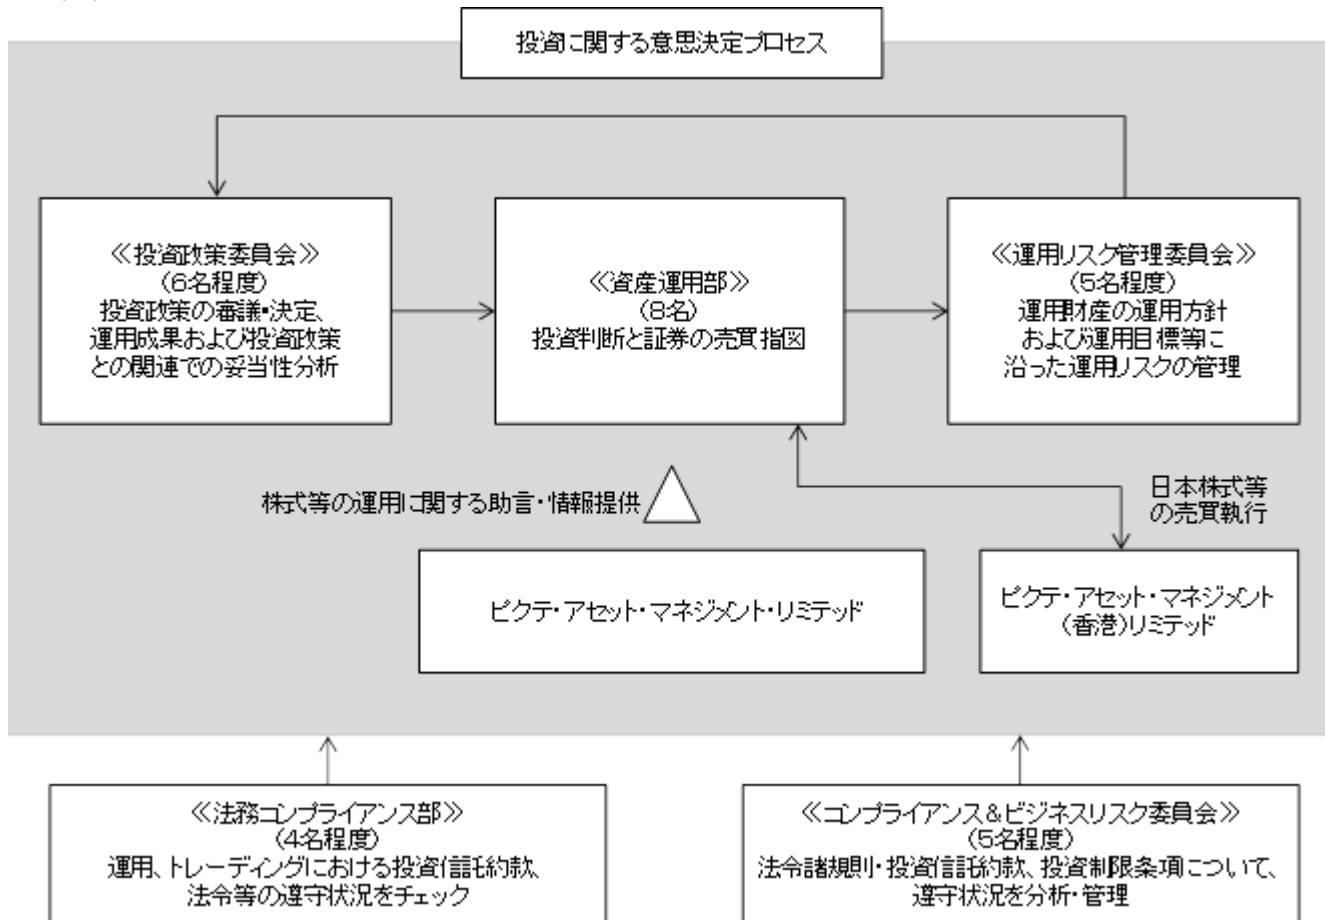 投資に関する意思決定プロセス
≪投資政策委員会≫
(6名程度)
投資政策の審議・決定、
運用成果および投資政策
との関連での妥当性分析
≪資産運用部≫
(8名)
投資判断と証券の売買指図
≪運用リスク管理委員会≫
(5名程度)
運用財産の運用方針
および運用目標等に
沿った運用リスクの管理
株式等の運用に関する助言・情報提供
日本株式等
の売買執行
ピクテ・アセット・マネジメント・リミテッド
ピクテ・アセット・マネジメント
(香港)リミテッド
≪法務コンプライアンス部≫
(4名程度)
運用、トレーディングにおける投資信託約款、
法令等の遵守状況をチェック
≪コンプライアンス&ビジネスリスク委員会≫
(5名程度)
法令諸規則・投資信託約款、投資制限条項について、
遵守状況を分析・管理